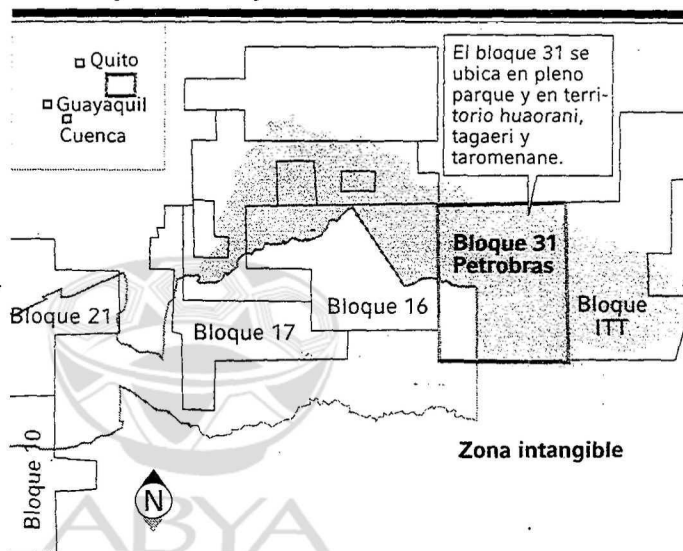 Quito
Guayaquil
Cuenca
El bloque 31 se
ubica en pleno
parque y en terri-
torio huaorani,
tagaeri y
taromenane.
Bloque 31
Petrobras
Bloque
ITT
Bloque 16
Bloque 17
Bloque 21
Bloque 10
Zona intangible
N
ABYA